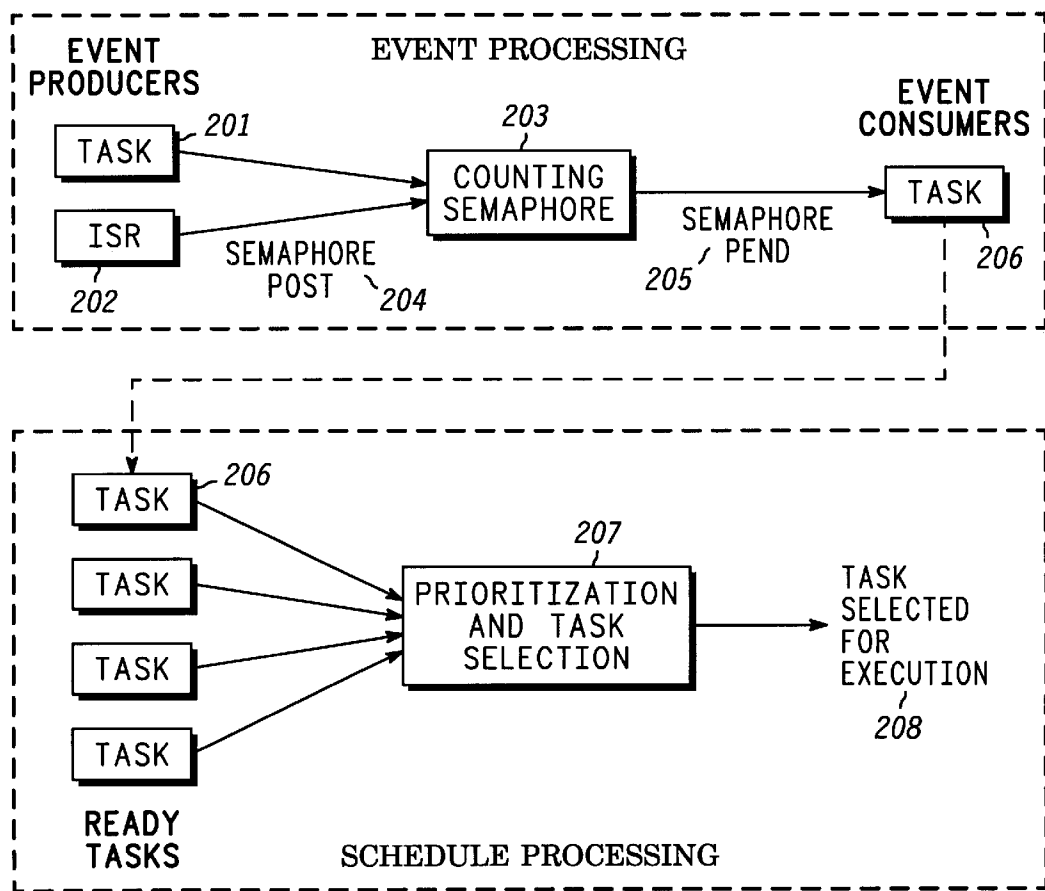 EVENT PROCESSING
EVENT
PRODUCERS
TASK
201
ISR
202
SEMAPHORE
POST
204
203
COUNTING
SEMAPHORE
SEMAPHORE
PEND
205
EVENT
CONSUMERS
TASK
206
TASK
206
TASK
TASK
TASK
READY
TASKS
207
PRIORITIZATION
AND TASK
SELECTION
TASK
SELECTED
FOR
EXECUTION
208
SCHEDULE PROCESSING